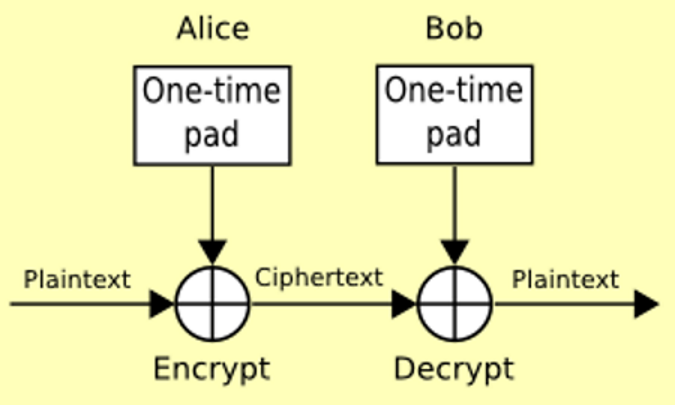 Alice
Bob
One-time
pad
One-time
pad
Plaintext
Ciphertext
Plaintext
Encrypt
Decrypt